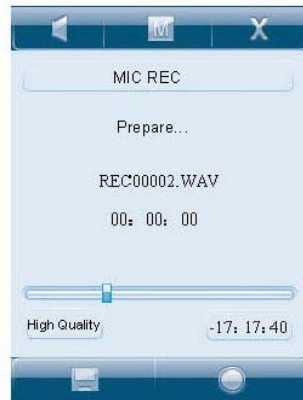 M X
MIC REC
Prepare...
REC00002.WAV
00: 00: 00
High Quality -17: 17: 40